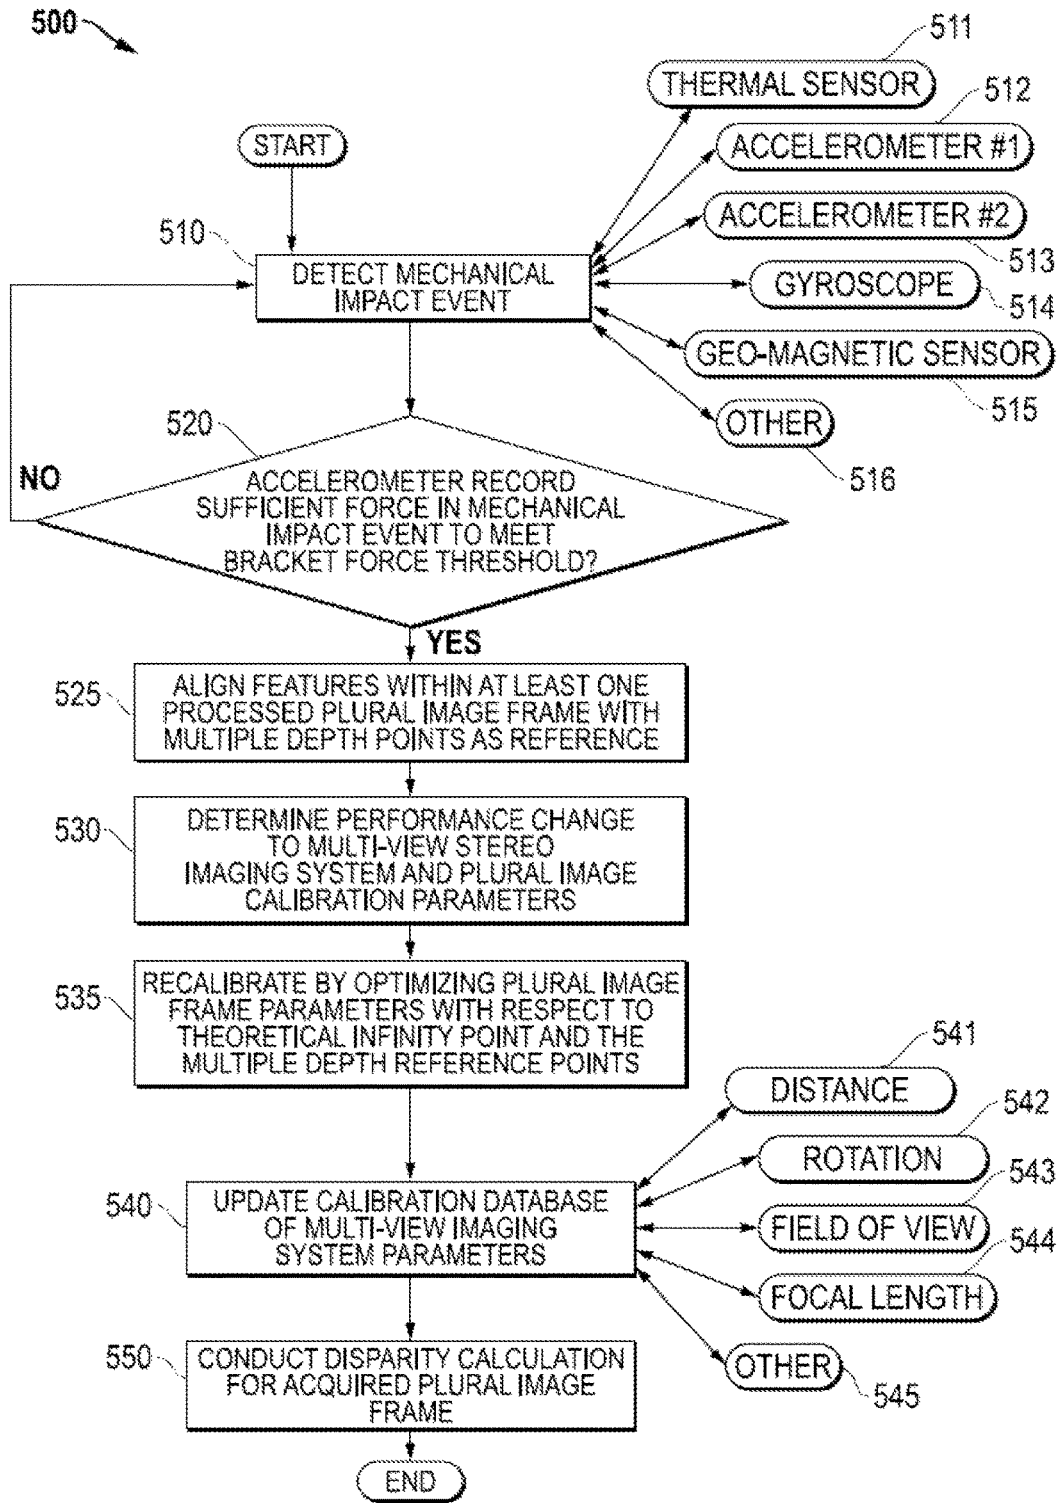 500
511
THERMAL SENSOR
512
START
ACCELEROMETER #1
ACCELEROMETER #2
513
510
DETECT MECHANICAL
IMPACT EVENT
GYROSCOPE
514
GEO-MAGNETIC SENSOR
515
OTHER
516
520
NO
ACCELEROMETER RECORD
SUFFICIENT FORCE IN MECHANICAL
IMPACT EVENT TO MEET
BRACKET FORCE THRESHOLD?
YES
525
ALIGN FEATURES WITHIN AT LEAST ONE
PROCESSED PLURAL IMAGE FRAME WITH
MULTIPLE DEPTH POINTS AS REFERENCE
530
DETERMINE PERFORMANCE CHANGE
TO MULTI-VIEW STEREO
IMAGING SYSTEM AND PLURAL IMAGE
CALIBRATION PARAMETERS
535
RECALIBRATE BY OPTIMIZING PLURAL IMAGE
FRAME PARAMETERS WITH RESPECT TO
THEORETICAL INFINITY POINT AND THE
MULTIPLE DEPTH REFERENCE POINTS
541
DISTANCE
542
ROTATION
543
540
UPDATE CALIBRATION DATABASE
OF MULTI-VIEW IMAGING
SYSTEM PARAMETERS
FIELD OF VIEW
544
FOCAL LENGTH
OTHER
545
550
CONDUCT DISPARITY CALCULATION
FOR ACQUIRED PLURAL IMAGE
FRAME
END